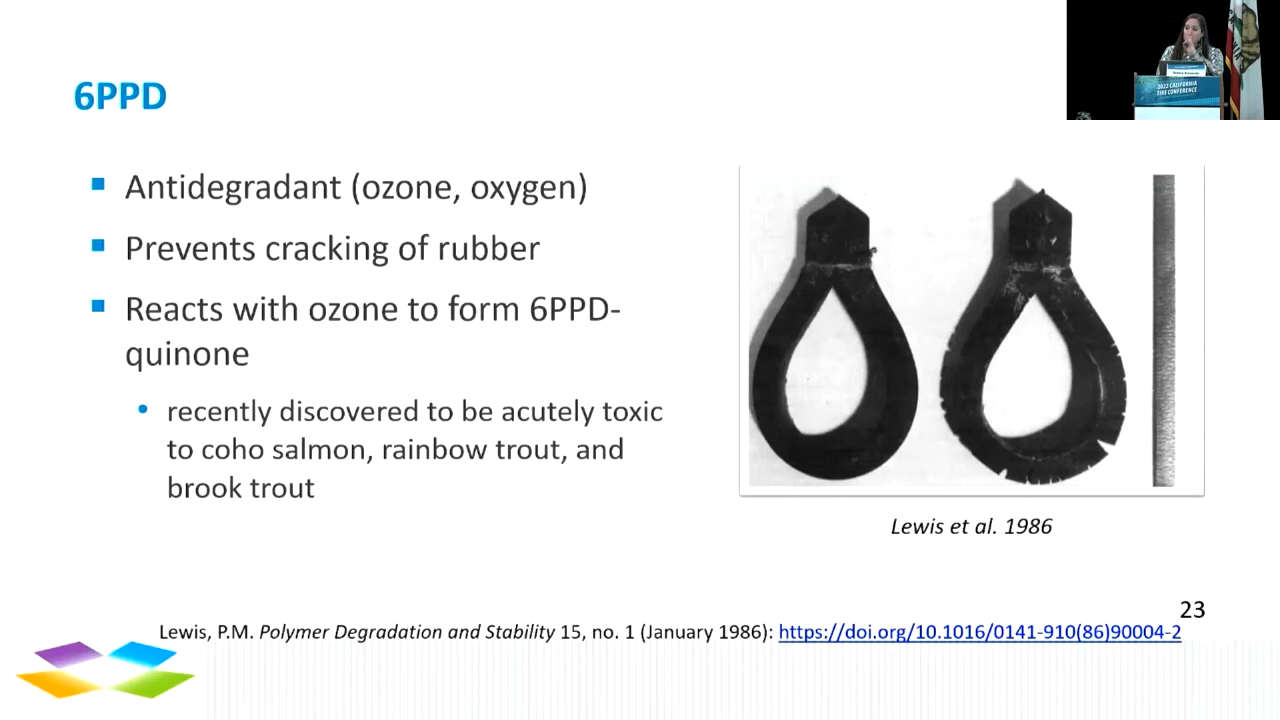 2022 CALIFORNIA
TIRE CONFERENCE
6PPD
Antidegradant (ozone, oxygen)
Prevents cracking of rubber
Reacts with ozone to form 6PPD-
quinone
recently discovered to be acutely toxic
to coho salmon, rainbow trout, and
brook trout
Lewis et al. 1986
23
Lewis, P.M. Polymer Degradation and Stability 15, no. 1 (January 1986): https://doi.org/10.1016/0141-910(86)90004-2